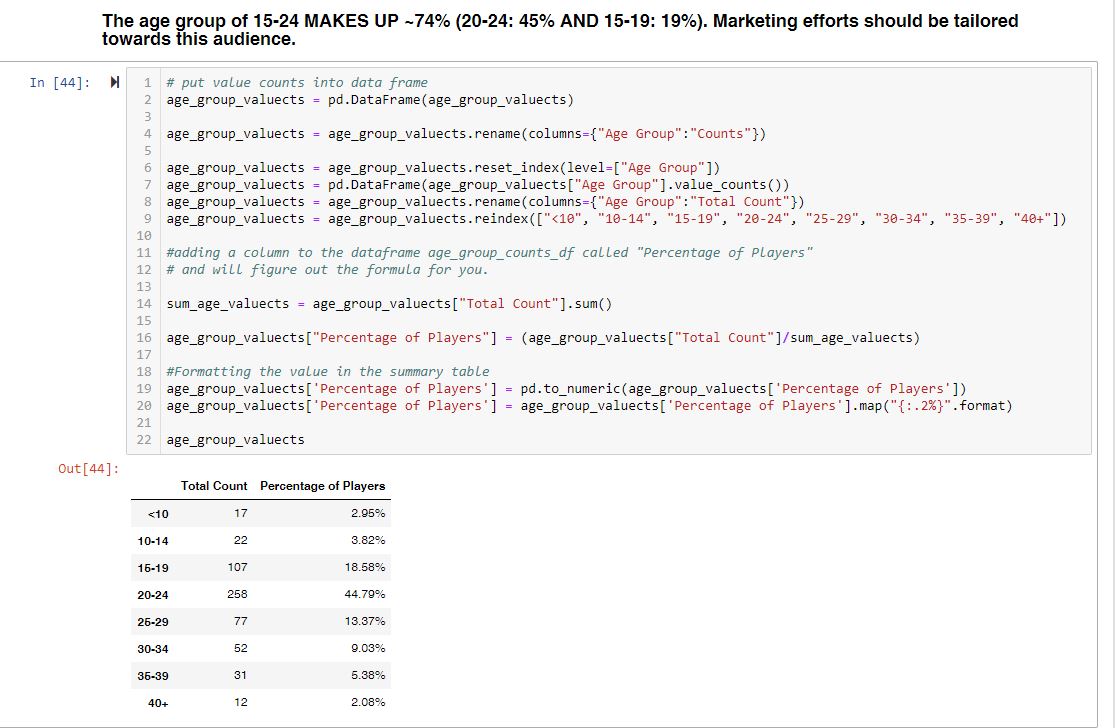 The age group of 15-24 MAKES UP ~74% (20-24: 45% AND 15-19: 19%). Marketing efforts should be tailored
towards this audience.
In [44]:
1 # put value counts into data frame
2 age_group_valuects = pd.DataFrame(age_group_valuects)
3
4 age_group_valuects = age_group_valuects.rename(columns={"Age Group":"Counts"})
5
6 age_group_valuects = age_group_valuects.reset_index(level=["Age Group"])
7 age_group_valuects = pd.DataFrame(age_group_valuects["Age Group"].value_counts())
8 age_group_valuects = age_group_valuects.rename(columns={"Age Group":"Total Count"})
9 age_group_valuects = age_group_valuects.reindex(["<10", "10-14", "15-19", "20-24", "25-29", "30-34", "35-39", "40+"])
10
11 #adding a column to the dataframe age_group_counts_df called "Percentage of Players"
12 # and will figure out the formula for you.
13
14 sum_age_valuects = age_group_valuects["Total Count"].sum()
15
16 age_group_valuects["Percentage of Players"] = (age_group_valuects["Total Count"]/sum_age_valuects)
17
18 #Formatting the value in the summary table
19 age_group_valuects['Percentage of Players'] = pd.to_numeric(age_group_valuects['Percentage of Players'])
20 age_group_valuects['Percentage of Players'] = age_group_valuects['Percentage of Players'].map("{:.2%}".format)
21
22 age_group_valuects
Out[44]:
Total Count Percentage of Players
<10 17 2.95%
10-14 22 3.82%
15-19 107 18.58%
20-24 258 44.79%
25-29 77 13.37%
30-34 52 9.03%
35-39 31 5.38%
40+ 12 2.08%